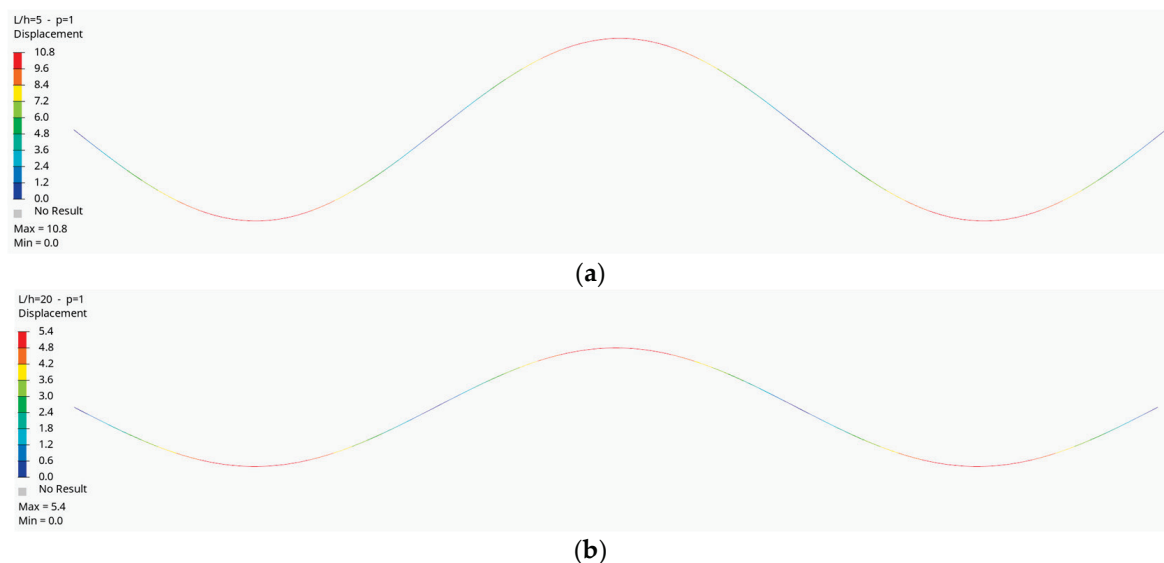 L/h=5 - p=1
Displacement
10.8
9.6
8.4
7.2
6.0
4.8
3.6
2.4
1.2
0.0
No Result
Max = 10.8
Min = 0.0
(a)
L/h=20 - p=1
Displacement
5.4
4.8
4.2
3.6
3.0
2.4
1.8
1.2
0.6
0.0
No Result
Max = 5.4
Min = 0.0
(b)